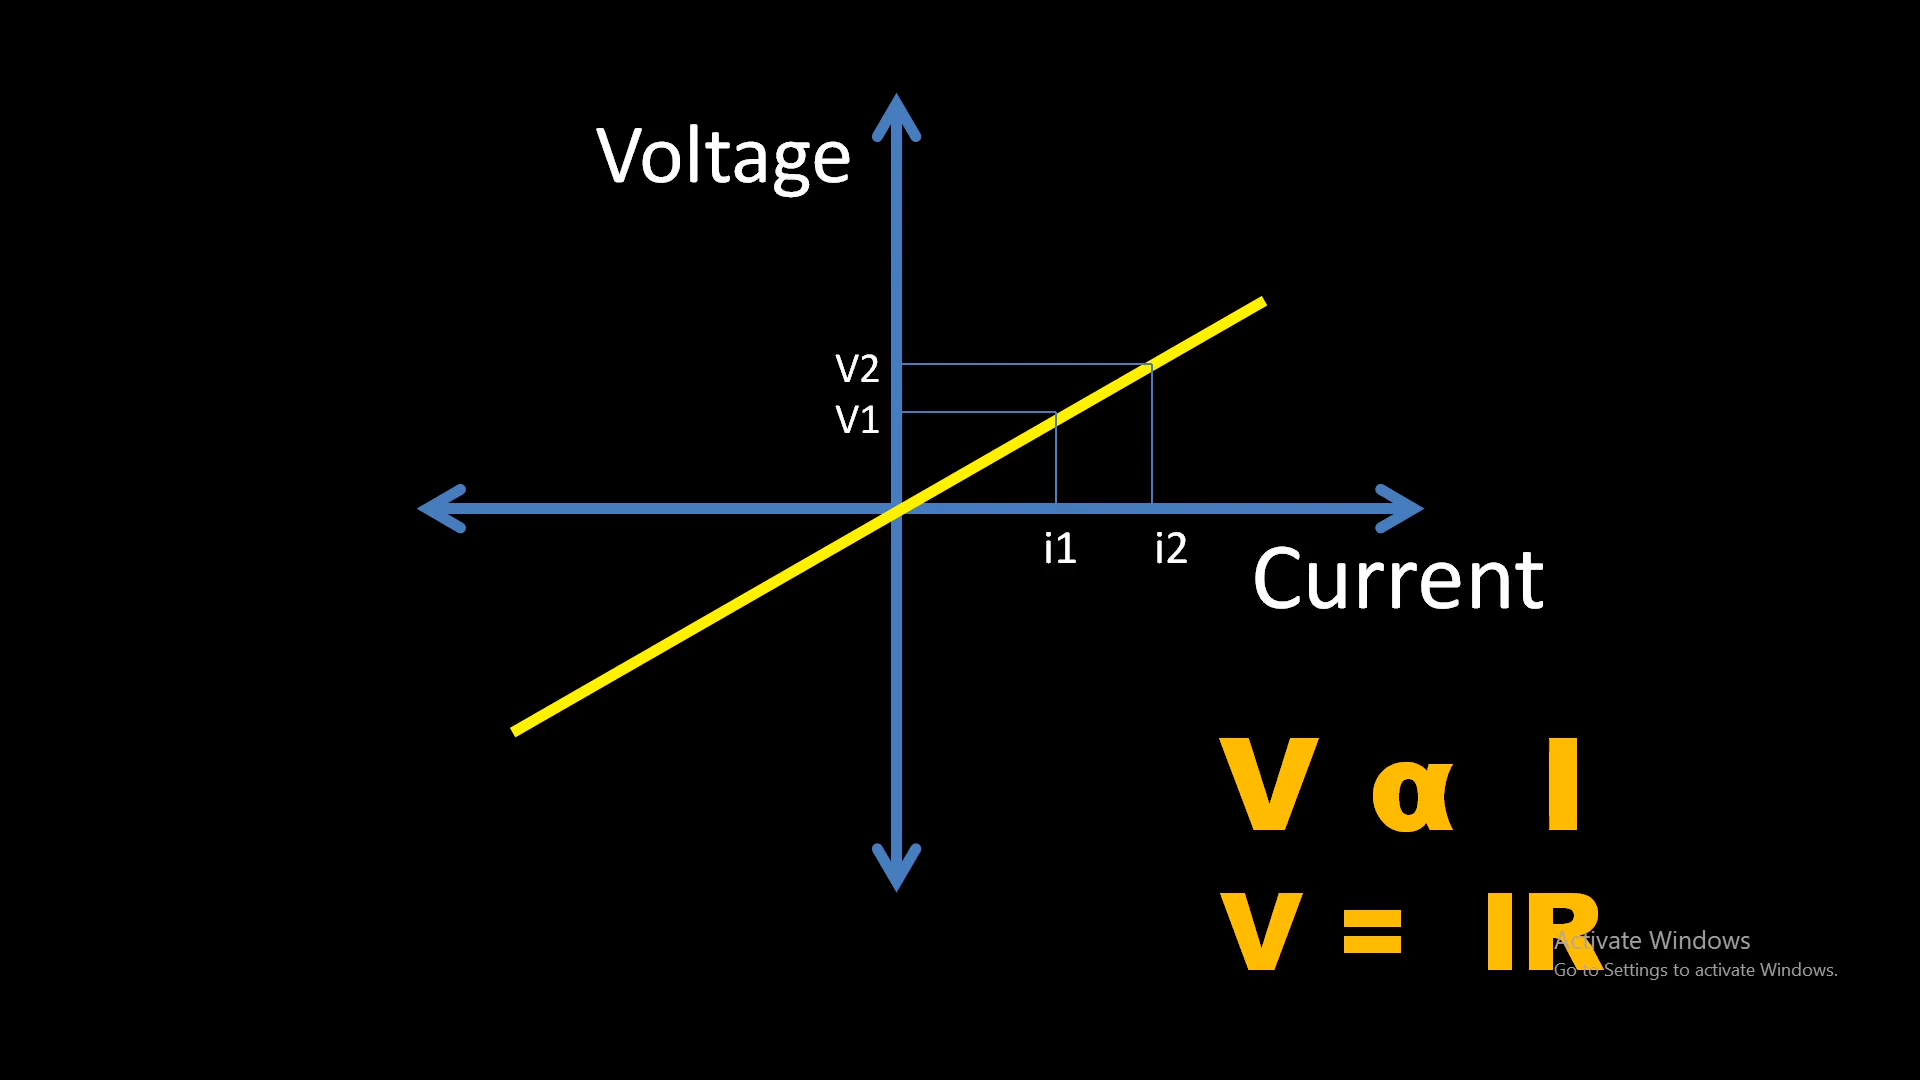 Voltage
V2
V1
i1 i2
Current
V α I
V = IR
Activate Windows
Go to Settings to activate Windows.